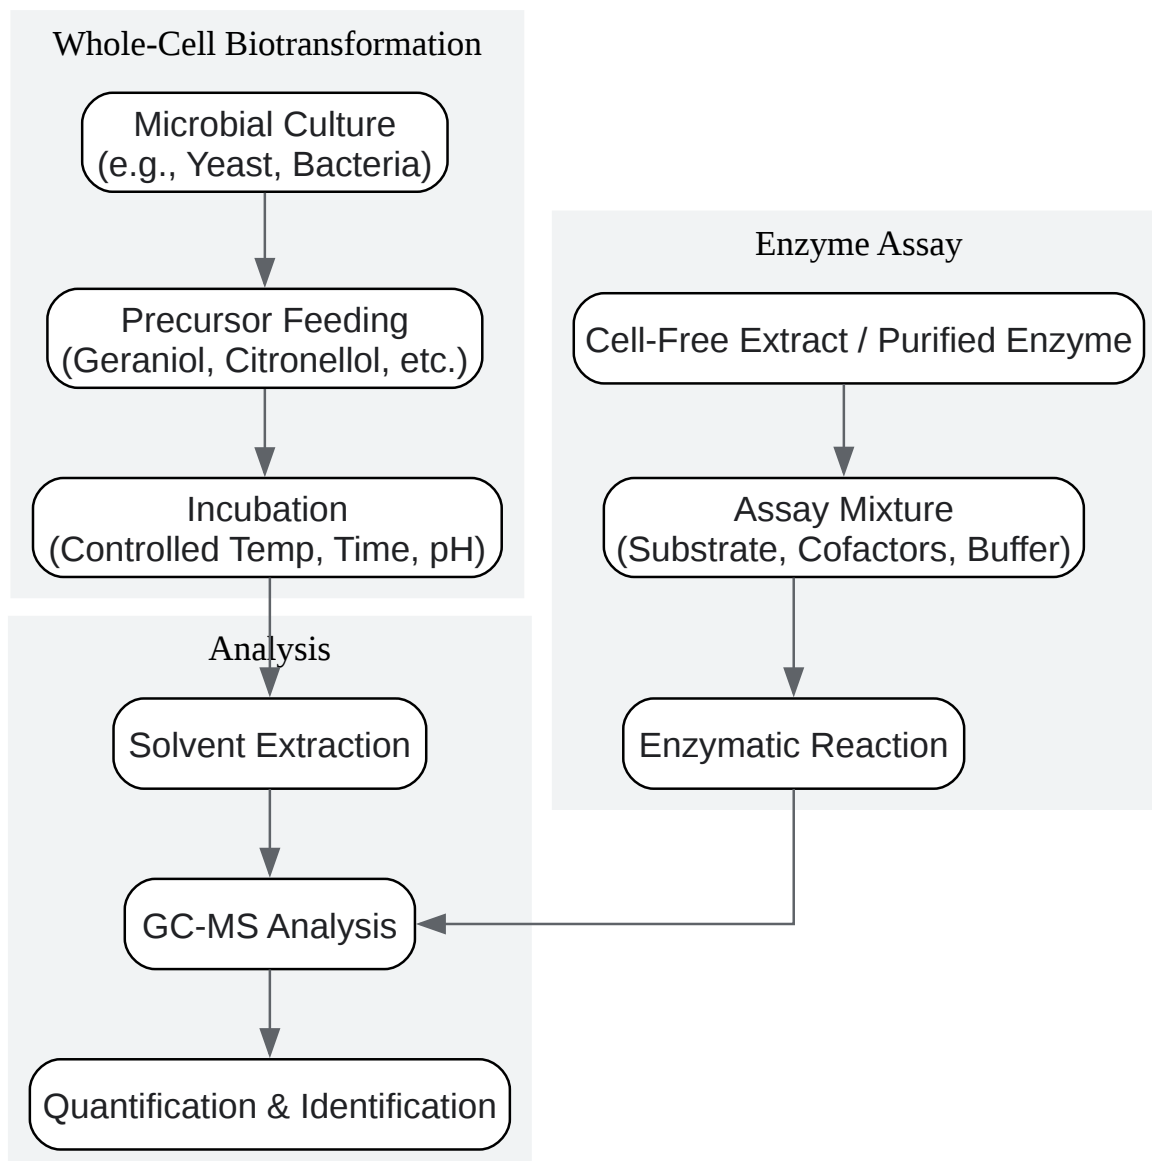 Whole-Cell Biotransformation
Microbial Culture
(e.g., Yeast, Bacteria)
Precursor Feeding
(Geraniol, Citronellol, etc.)
Incubation
(Controlled Temp, Time, pH)
Analysis
Solvent Extraction
GC-MS Analysis
Quantification & Identification
Enzyme Assay
Cell-Free Extract / Purified Enzyme
Assay Mixture
(Substrate, Cofactors, Buffer)
Enzymatic Reaction